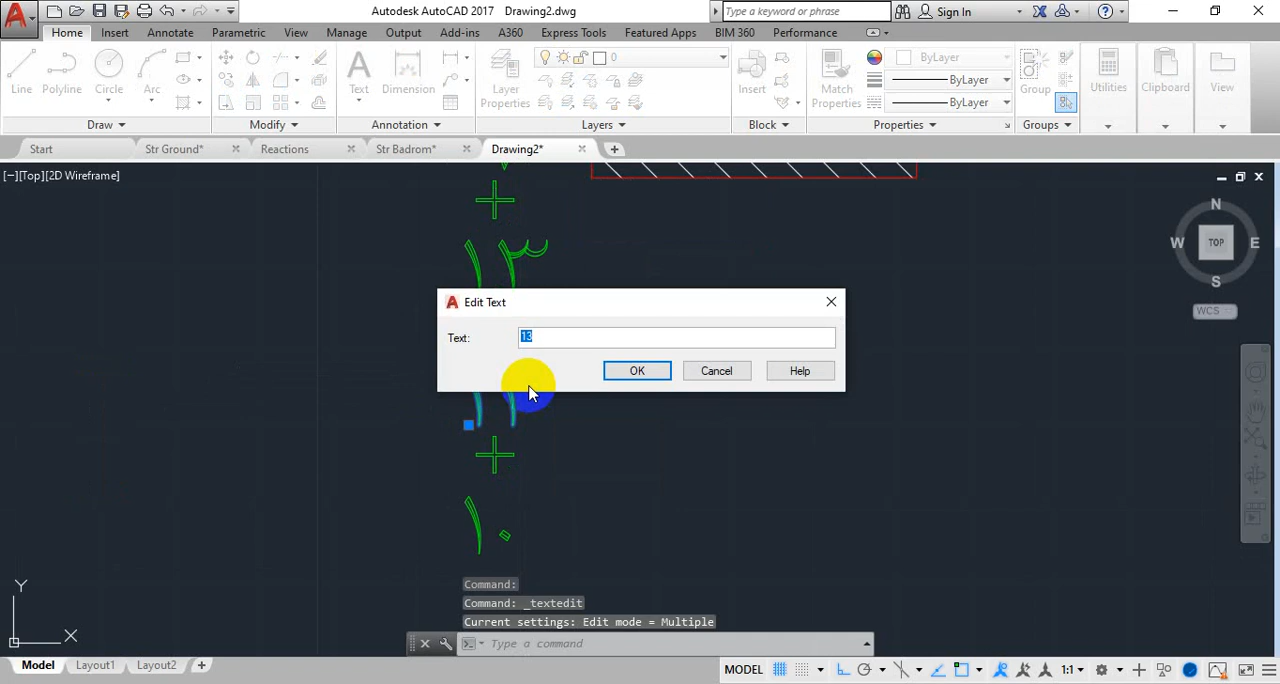 Autodesk AutoCAD 2017 Drawing2.dwg
Type a keyword or phrase
Sign In
Home Insert Annotate Parametric View Manage Output Add-ins A360 Express Tools Featured Apps BIM 360 Performance
0
ByLayer
Line Polyline Circle Arc
Text Dimension
Layer Properties
Insert
Match Properties
ByLayer
Group
Utilities
Clipboard
View
ByLayer
Draw Modify Annotation Layers Block Properties Groups
Start Str Ground* Reactions Str Badrom* Drawing2*
[−][Top][2D Wireframe]
N
W TOP E
S
WCS
١٣
Edit Text
Text: 13
OK Cancel Help
١٠
Y
X
Command:
Command: _textedit
Current settings: Edit mode = Multiple
Type a command
Model Layout1 Layout2
MODEL
1:1